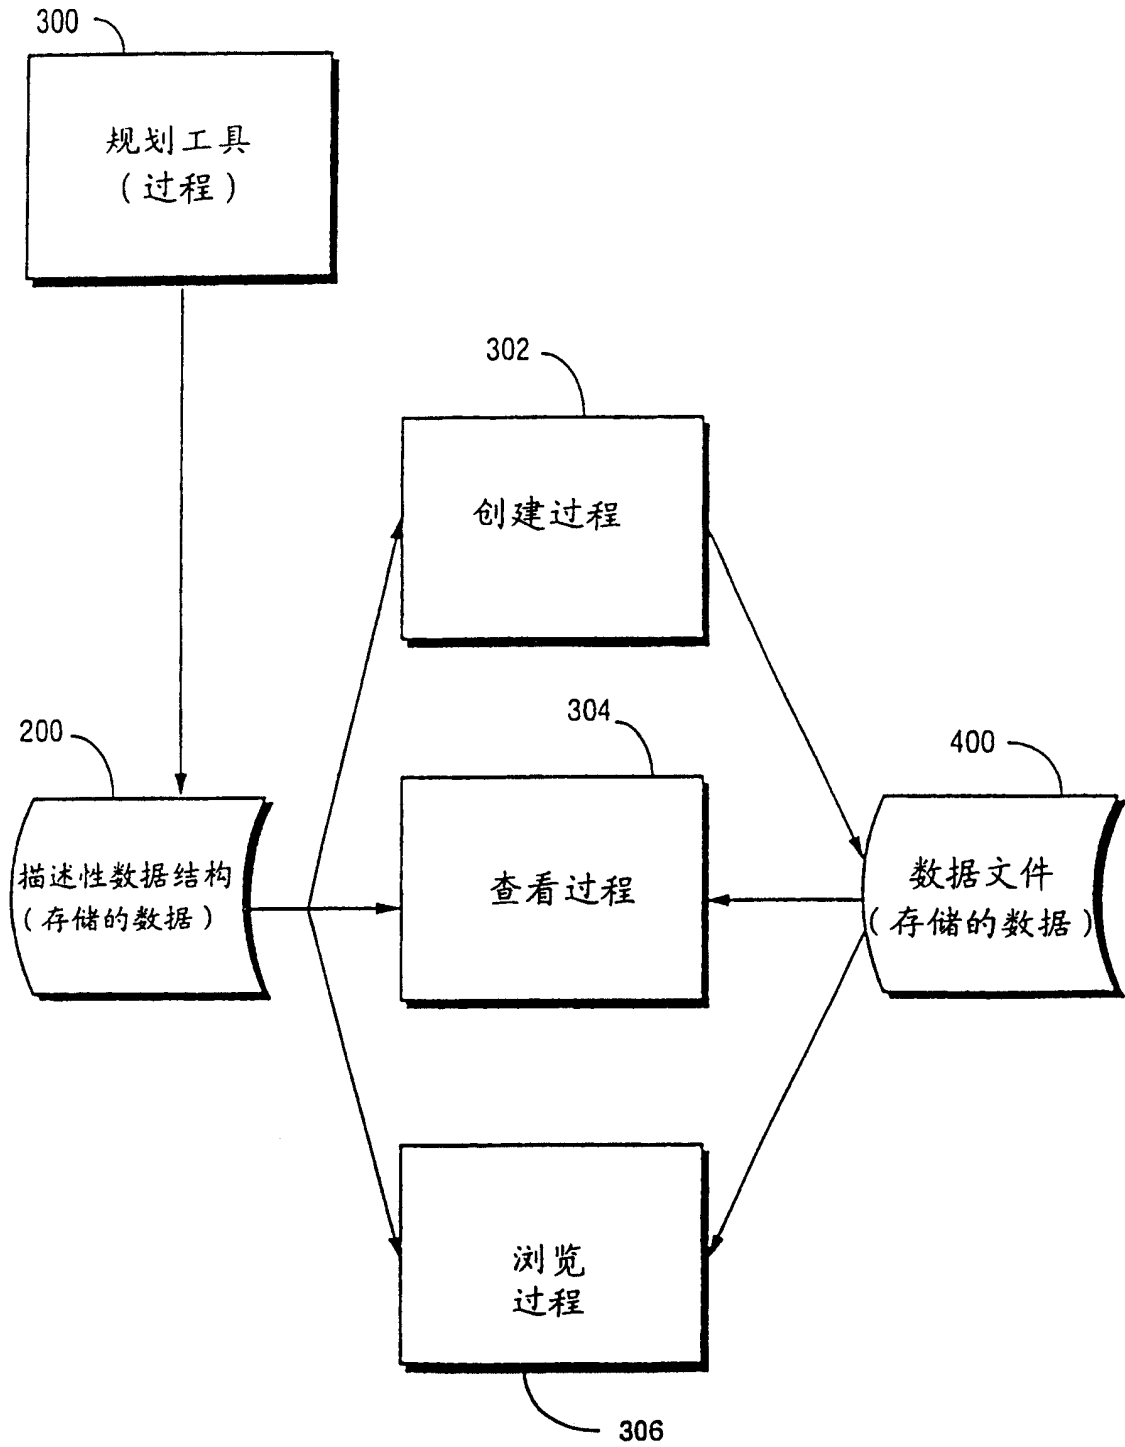 300
规划工具
（过程）
302
创建过程
200
描述性数据结构
（存储的数据）
304
查看过程
400
数据文件
（存储的数据）
浏览
过程
306